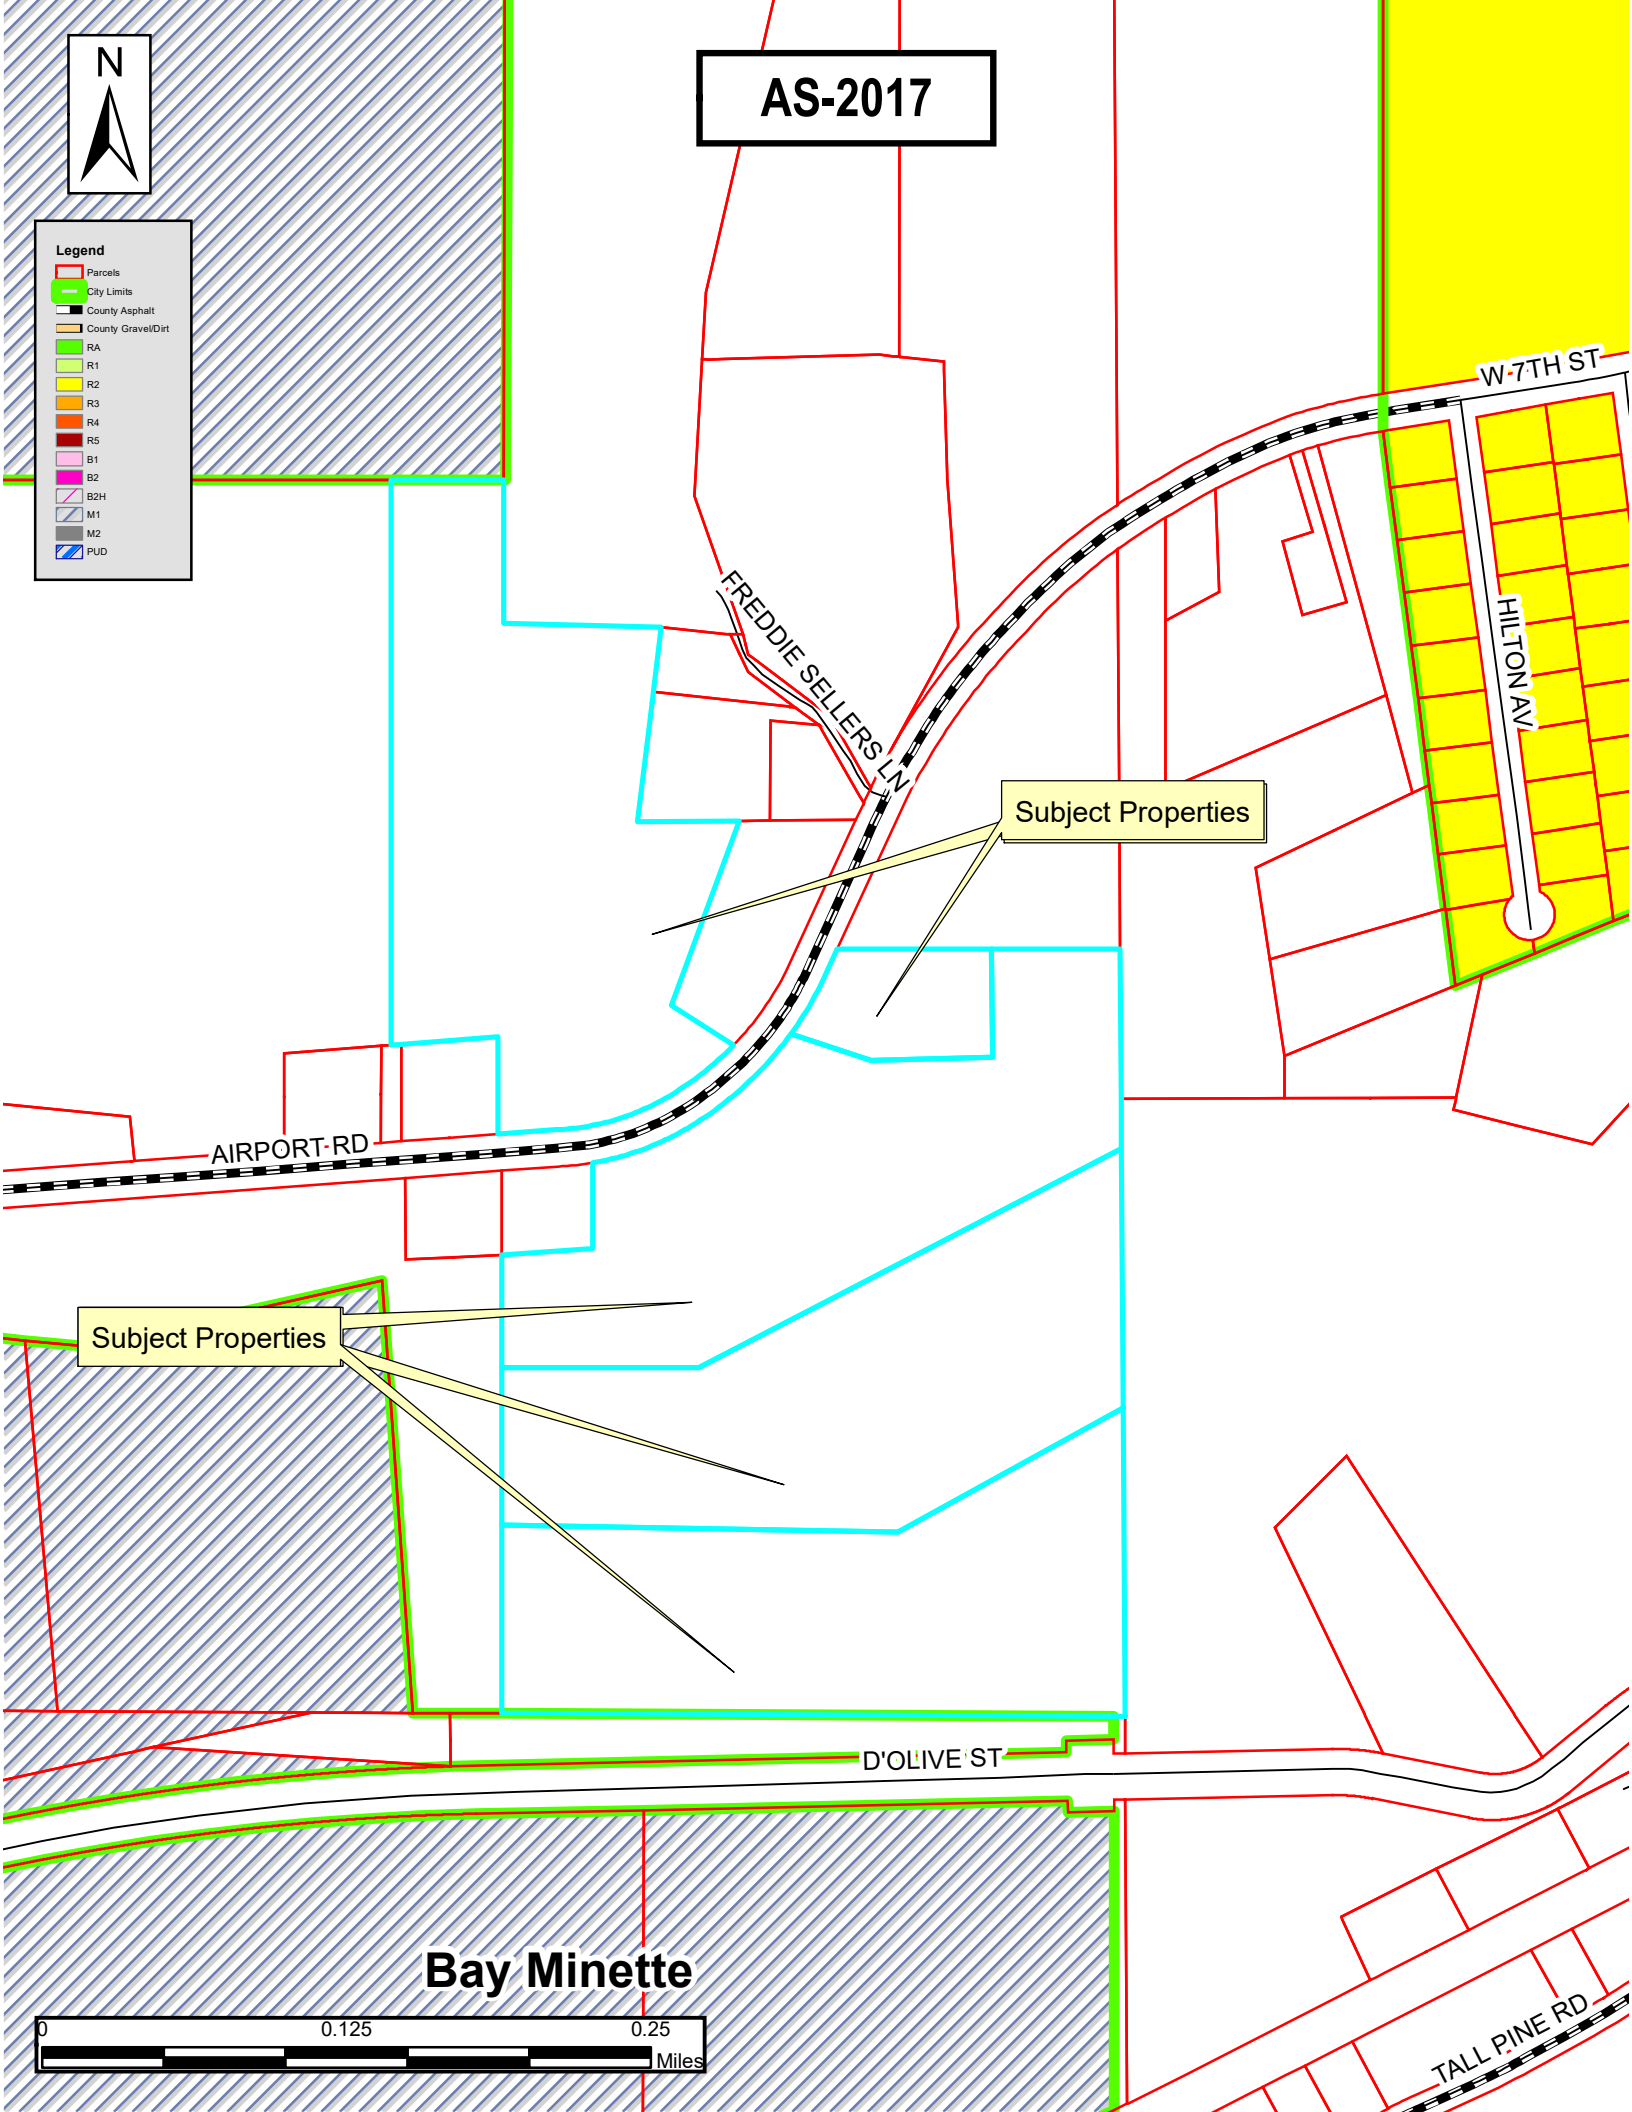 N
AS-2017
Legend
Parcels
City Limits
County Asphalt
County Gravel/Dirt
RA
R1
R2
R3
R4
R5
B1
B2
B2H
M1
M2
PUD
W 7TH ST
HILTON AV
FREDDIE SELLERS LN
Subject Properties
AIRPORT RD
Subject Properties
D'OLIVE ST
Bay Minette
0 0.125 0.25
Miles
TALL PINE RD